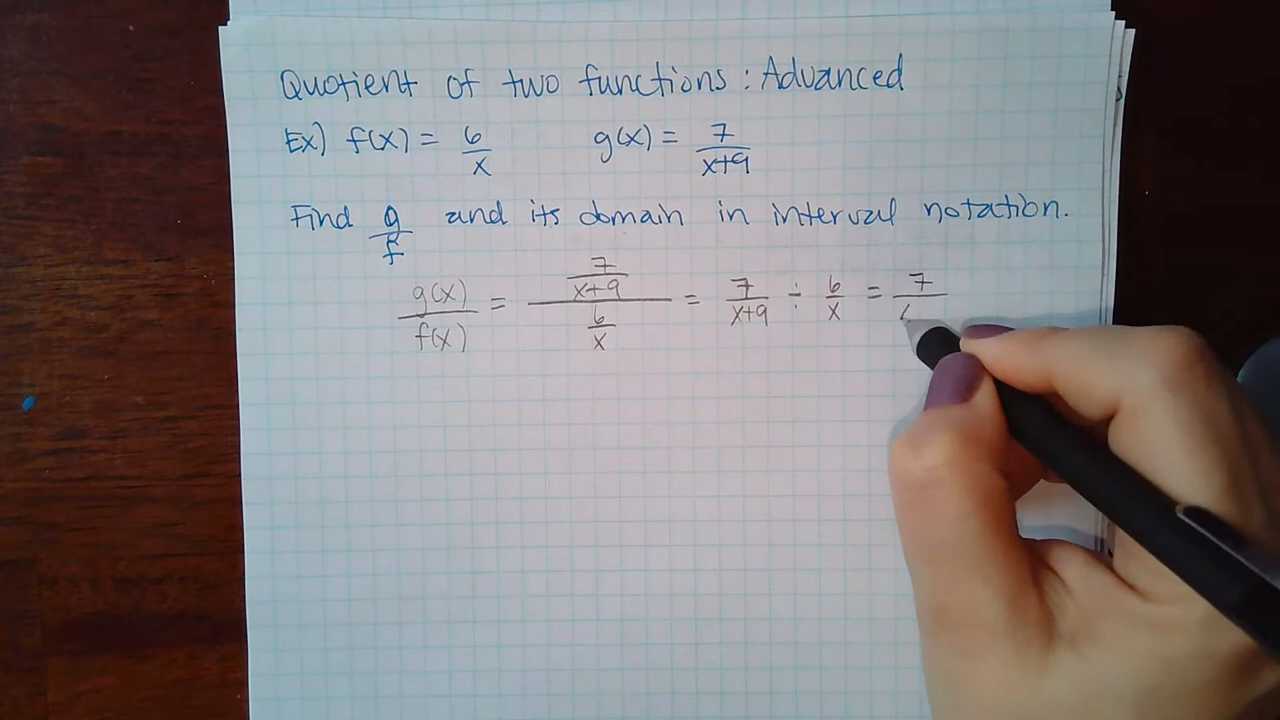 Quotient of two functions: Advanced
Ex) f(x) = 6/x g(x) = 7/(x+9)
Find g/f and its domain in interval notation.
g(x)/f(x) = (7/(x+9))/(6/x) = 7/(x+9) ÷ 6/x = 7/(